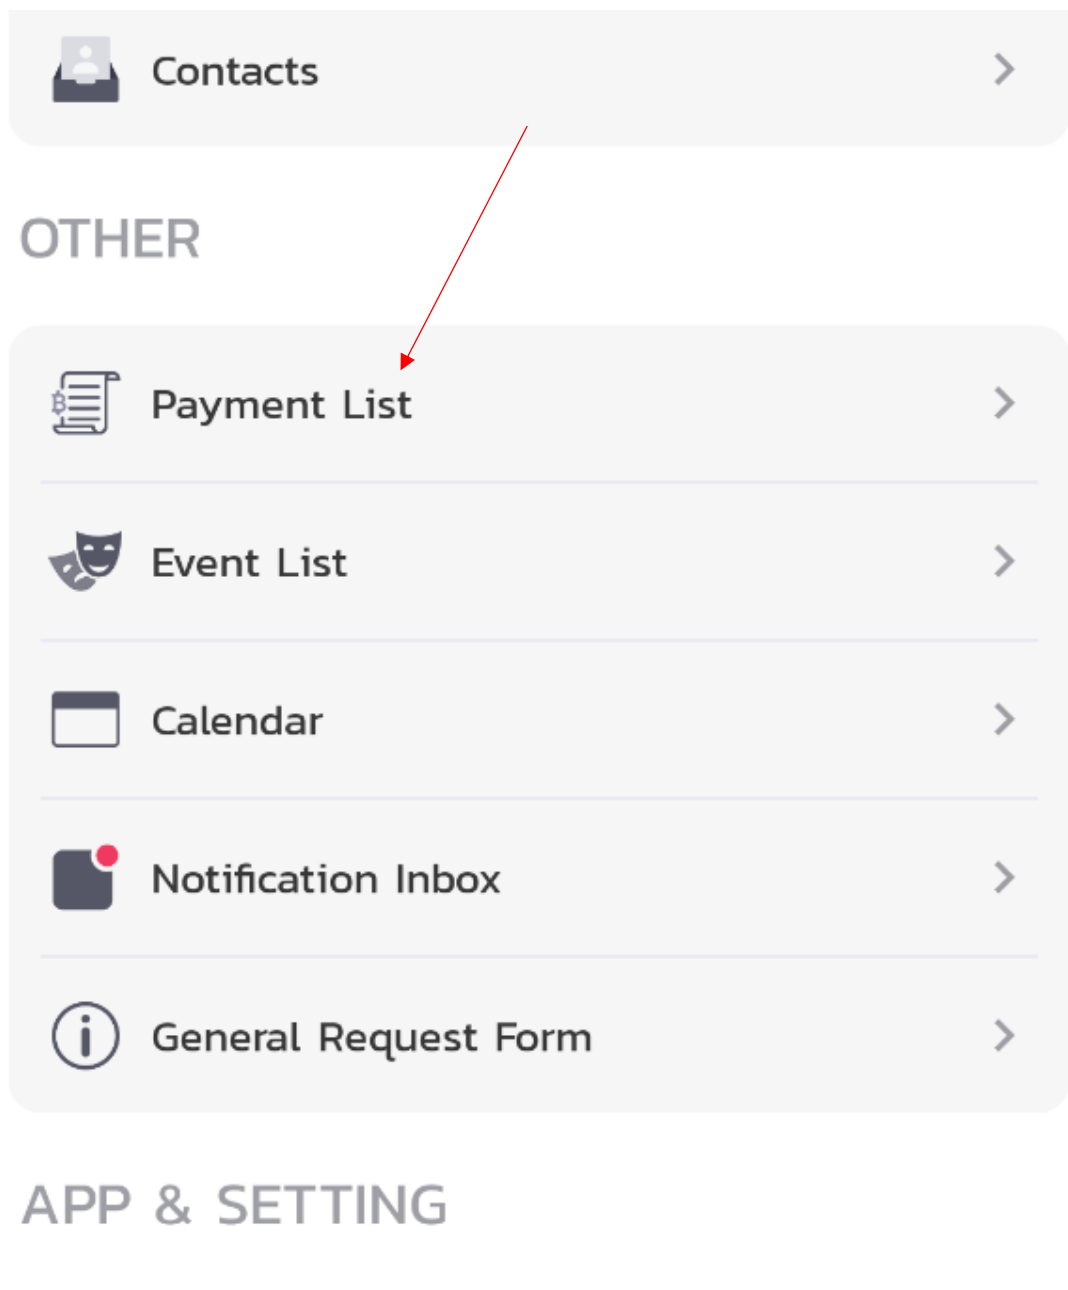 Contacts
OTHER
Payment List
Event List
Calendar
Notification Inbox
General Request Form
APP & SETTING